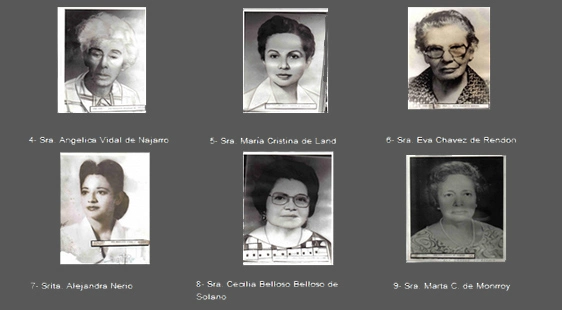 4- Sra. Angelica Vidal de Najarro
5- Sra. María Cristina de Land
6- Sra. Eva Chavez de Rendon
7- Srita. Alejandra Nerio
8- Sra. Cecilia Belloso Belloso de
Solano
9- Sra. Marta C. de Monrroy